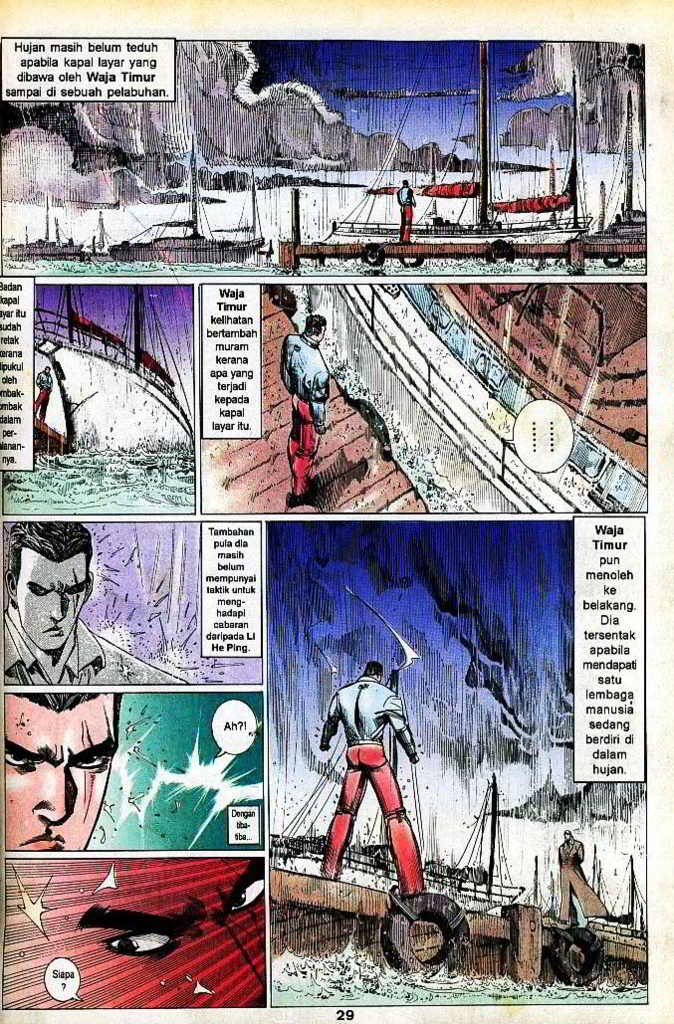 Hujan masih belum teduh
apabila kapal layar yang
dibawa oleh Waja Timur
sampai di sebuah pelabuhan.
Badan
kapal
layar itu
sudah
retak
kerana
dipukul
oleh
ombak-
ombak
dalam
per-
jalanan-
nya.
Waja
Timur
kelihatan
bertambah
muram
kerana
apa yang
terjadi
kepada
kapal
layar itu.
Tambahan
pula dia
masih
belum
mempunyai
taktik untuk
meng-
hadapi
cabaran
daripada LI
He Ping.
Ah?!
Dengan
tiba-
tiba...
Siapa
?
Waja
Timur
pun
menoleh
ke
belakang.
Dia
tersentak
apabila
mendapati
satu
lembaga
manusia
sedang
berdiri di
dalam
hujan.
29